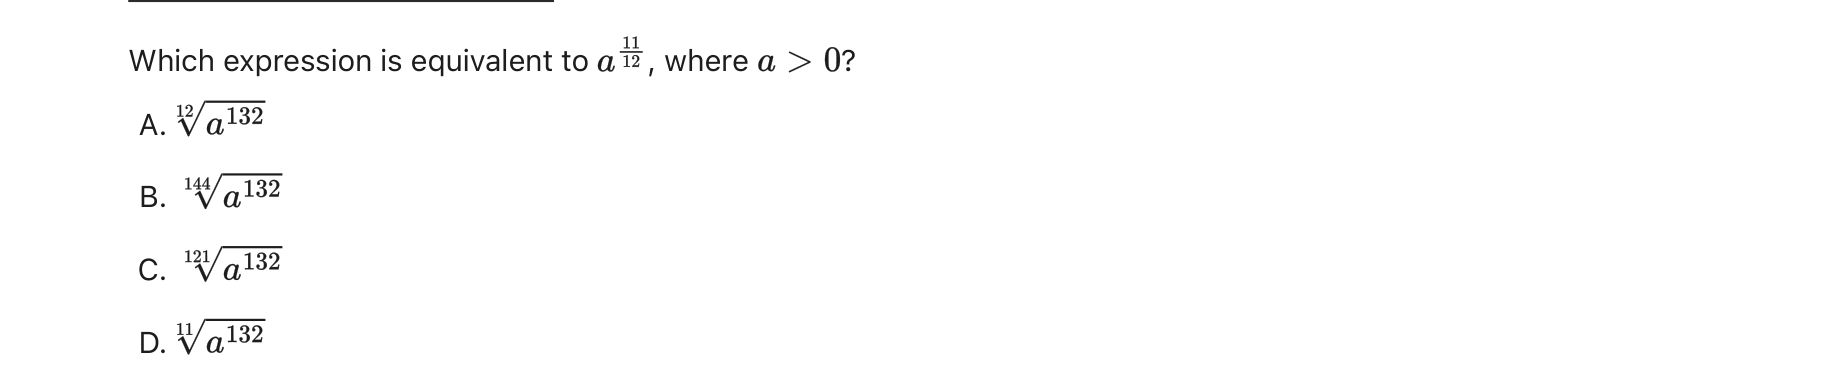 Which expression is equivalent to $a^{\frac{11}{12}}$, where $a > 0$?
A. $\sqrt[12]{a^{132}}$
B. $\sqrt[144]{a^{132}}$
C. $\sqrt[121]{a^{132}}$
D. $\sqrt[11]{a^{132}}$